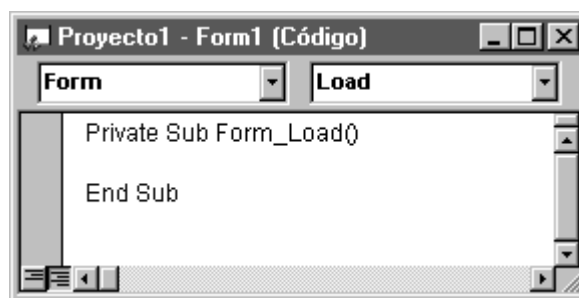 Proyecto1 - Form1 (Código)
Form Load
Private Sub Form_Load()
End Sub